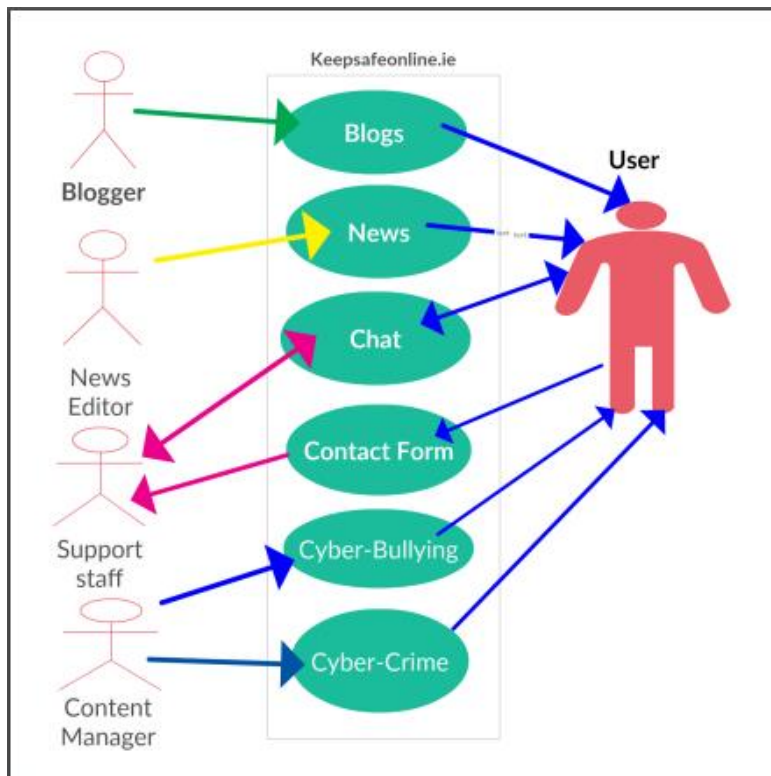 Keepsafeonline.ie
Blogger
News
Editor
Support
staff
Content
Manager
Blogs
News
Chat
Contact Form
Cyber-Bullying
Cyber-Crime
User